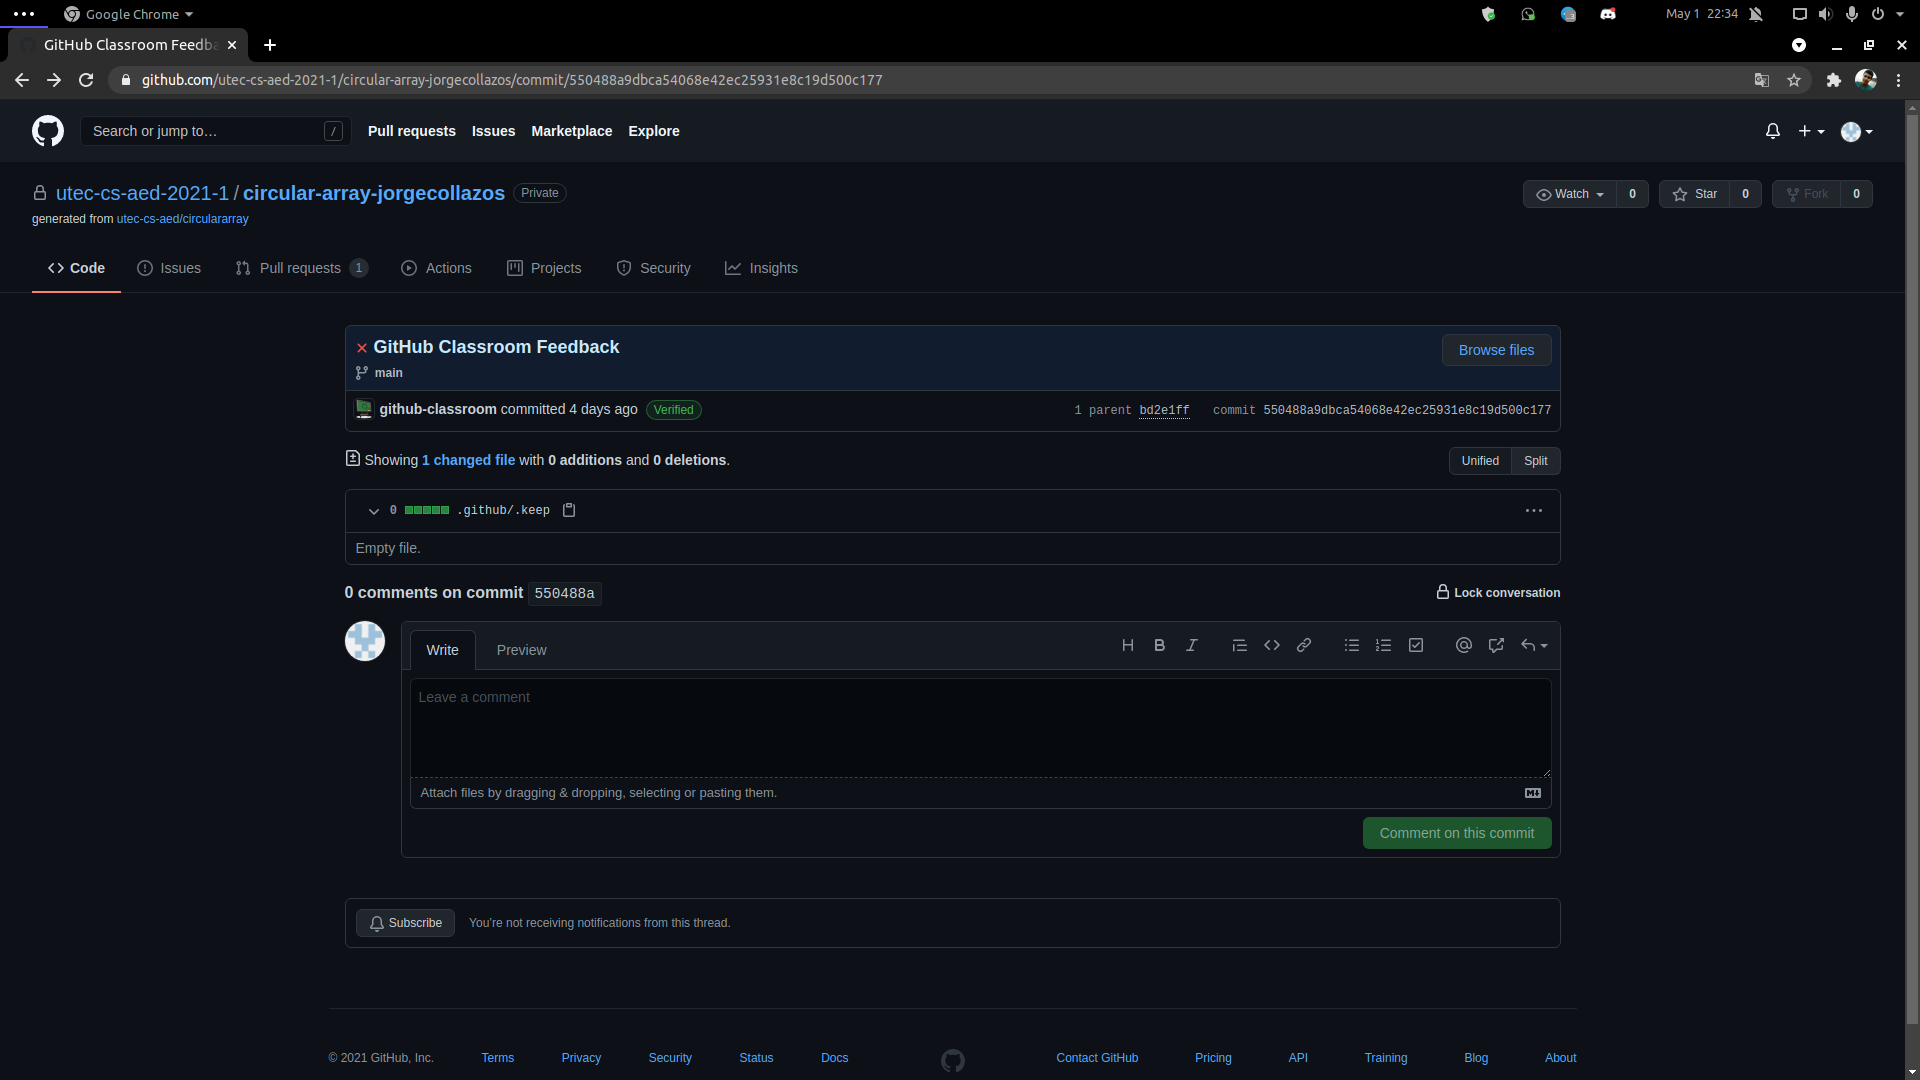 Google Chrome
May 1 22:34
GitHub Classroom Feedba
github.com/utec-cs-aed-2021-1/circular-array-jorgecollazos/commit/550488a9dbca54068e42ec25931e8c19d500c177
Search or jump to… /
Pull requests Issues Marketplace Explore
utec-cs-aed-2021-1 / circular-array-jorgecollazos Private
Watch 0 Star 0 Fork 0
generated from utec-cs-aed/circulararray
Code Issues Pull requests 1 Actions Projects Security Insights
GitHub Classroom Feedback
Browse files
main
github-classroom committed 4 days ago Verified
1 parent bd2e1ff commit 550488a9dbca54068e42ec25931e8c19d500c177
Showing 1 changed file with 0 additions and 0 deletions.
Unified Split
0 .github/.keep
Empty file.
0 comments on commit 550488a
Lock conversation
Write Preview
Leave a comment
Attach files by dragging & dropping, selecting or pasting them.
Comment on this commit
Subscribe You're not receiving notifications from this thread.
© 2021 GitHub, Inc. Terms Privacy Security Status Docs Contact GitHub Pricing API Training Blog About